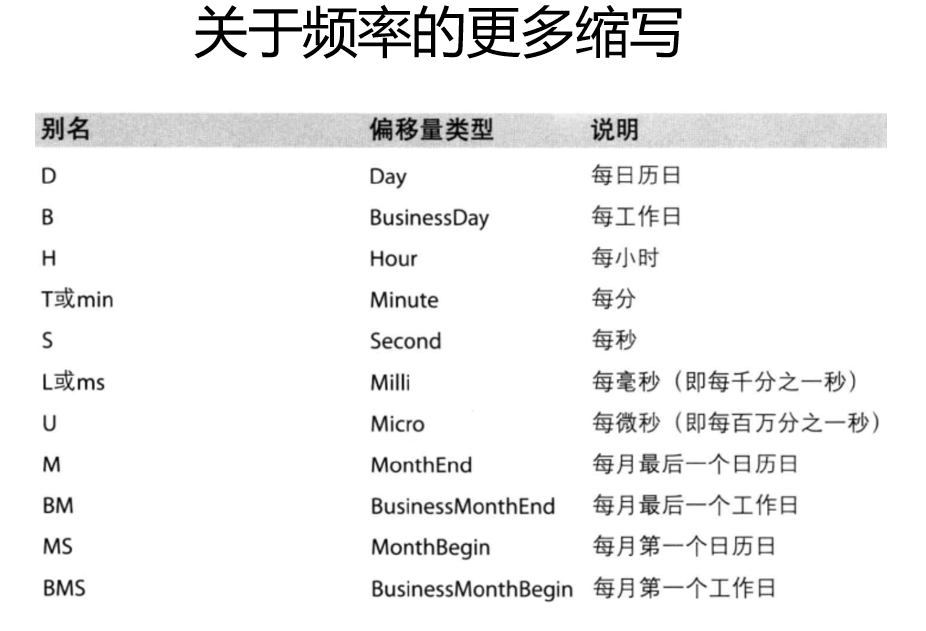 关于频率的更多缩写
别名 偏移量类型 说明
D Day 每日历日
B BusinessDay 每工作日
H Hour 每小时
T或min Minute 每分
S Second 每秒
L或ms Milli 每毫秒（即每千分之一秒）
U Micro 每微秒（即每百万分之一秒）
M MonthEnd 每月最后一个日历日
BM BusinessMonthEnd 每月最后一个工作日
MS MonthBegin 每月第一个日历日
BMS BusinessMonthBegin 每月第一个工作日